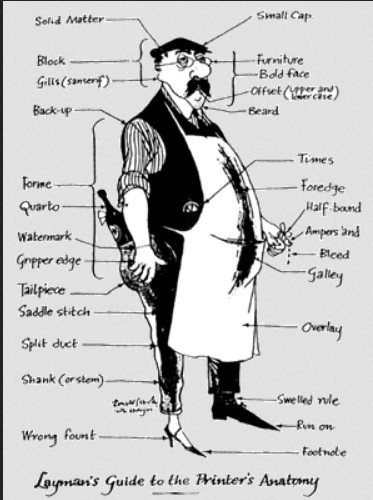 Solid Matter
Small Cap
Block
Furniture
Gills (sanserif)
Bold face
Offset (upper and
lower case)
Back-up
Beard
Times
Forme
Foredge
Quarto
Half-bound
Watermark
Ampersand
Gripper edge
Bleed
Galley
Tailpiece
Saddle stitch
Overlay
Split duct
Shank (or stem)
Swelled rule
Run on
Wrong fount
Footnote
Layman's Guide to the Printer's Anatomy